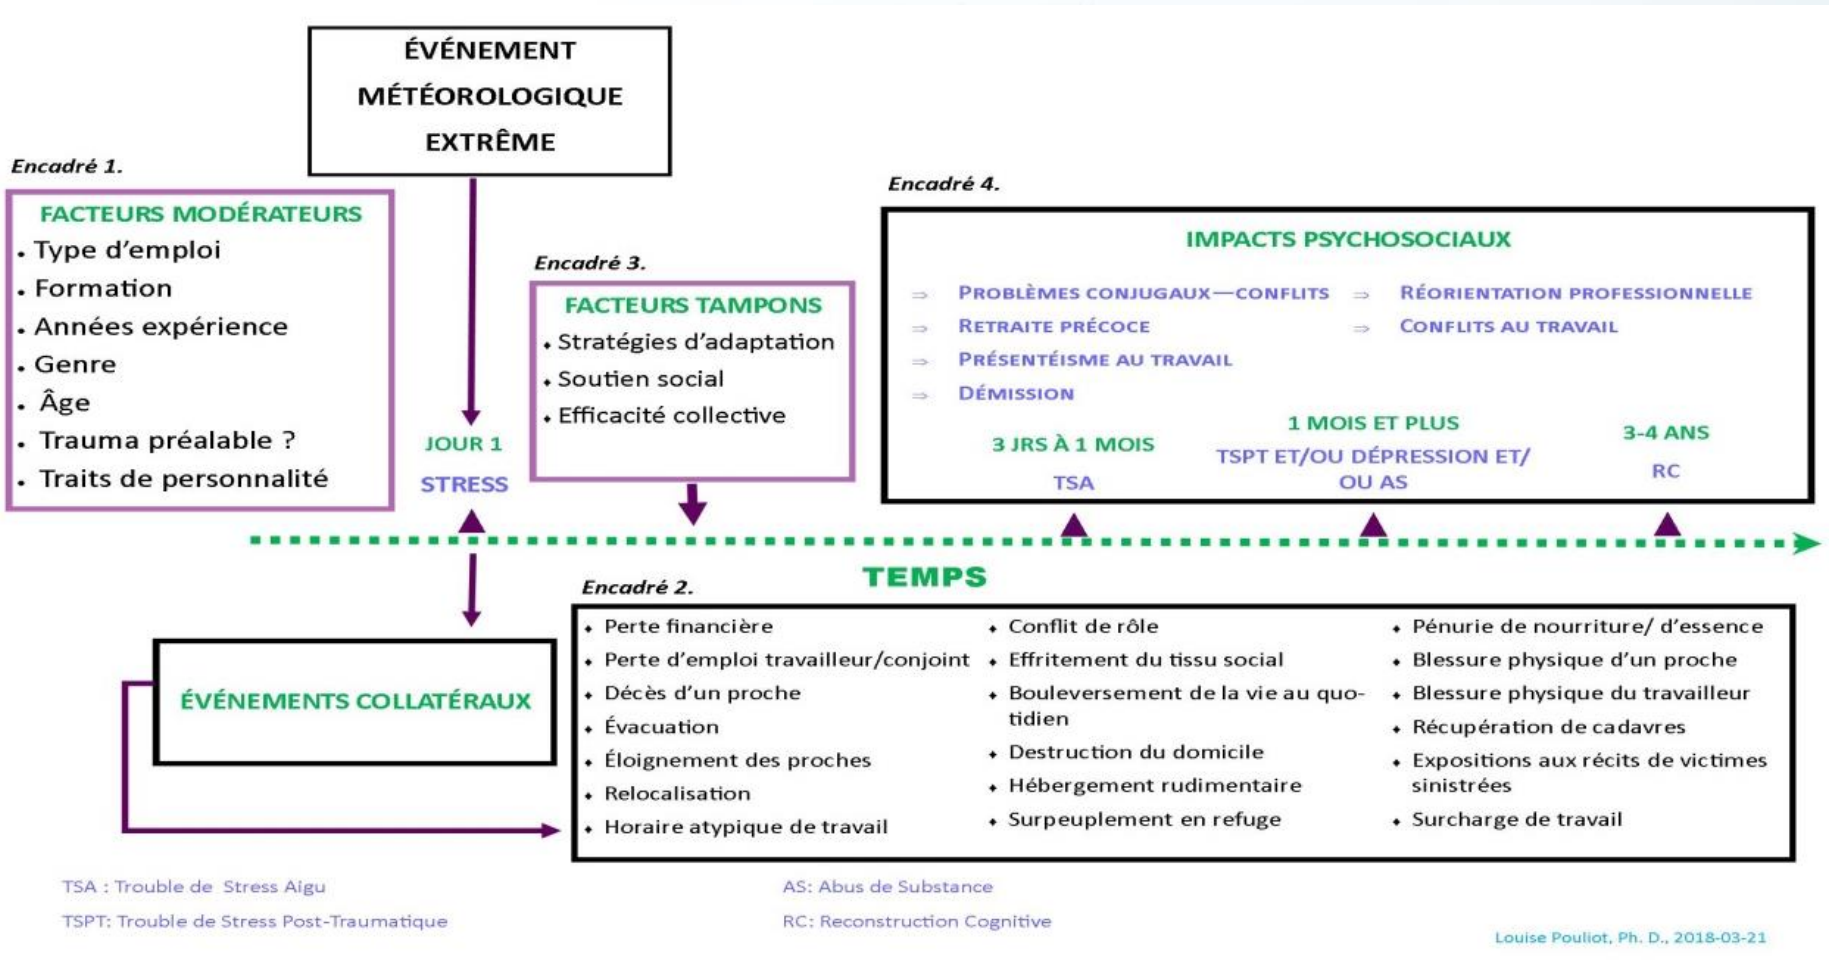 ÉVÉNEMENT
MÉTÉOROLOGIQUE
EXTRÊME
Encadré 1.
FACTEURS MODÉRATEURS
. Type d'emploi
. Formation
. Années expérience
. Genre
. Âge
. Trauma préalable ?
. Traits de personnalité
JOUR 1
STRESS
Encadré 3.
FACTEURS TAMPONS
⬩ Stratégies d'adaptation
⬩ Soutien social
⬩ Efficacité collective
Encadré 4.
IMPACTS PSYCHOSOCIAUX
⇒ PROBLÈMES CONJUGAUX—CONFLITS
⇒ RETRAITE PRÉCOCE
⇒ PRÉSENTÉISME AU TRAVAIL
⇒ DÉMISSION
⇒ RÉORIENTATION PROFESSIONNELLE
⇒ CONFLITS AU TRAVAIL
3 JRS À 1 MOIS
TSA
1 MOIS ET PLUS
TSPT ET/OU DÉPRESSION ET/
OU AS
3-4 ANS
RC
TEMPS
ÉVÉNEMENTS COLLATÉRAUX
Encadré 2.
⬩ Perte financière
⬩ Perte d'emploi travailleur/conjoint
⬩ Décès d'un proche
⬩ Évacuation
⬩ Éloignement des proches
⬩ Relocalisation
⬩ Horaire atypique de travail
⬩ Conflit de rôle
⬩ Effritement du tissu social
⬩ Bouleversement de la vie au quo-
tidien
⬩ Destruction du domicile
⬩ Hébergement rudimentaire
⬩ Surpeuplement en refuge
⬩ Pénurie de nourriture/ d'essence
⬩ Blessure physique d'un proche
⬩ Blessure physique du travailleur
⬩ Récupération de cadavres
⬩ Expositions aux récits de victimes
sinistrées
⬩ Surcharge de travail
TSA : Trouble de Stress Aigu
TSPT: Trouble de Stress Post-Traumatique
AS: Abus de Substance
RC: Reconstruction Cognitive
Louise Pouliot, Ph. D., 2018-03-21